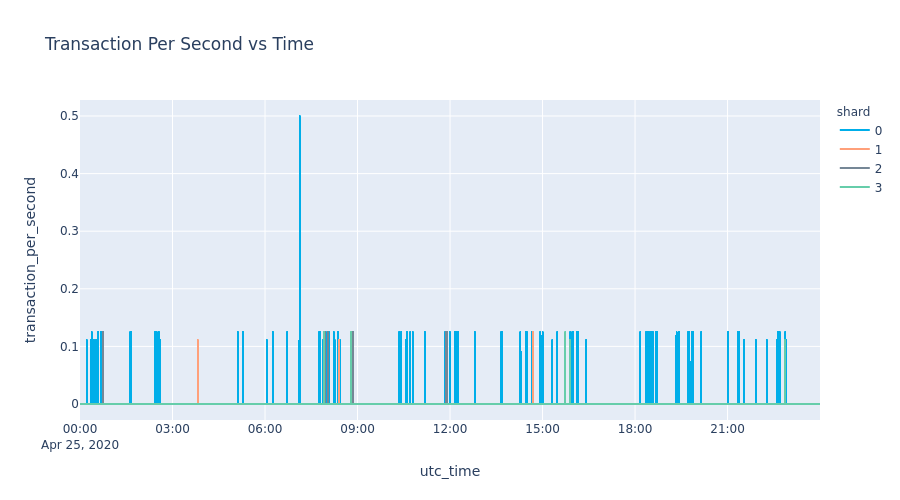 Transaction Per Second vs Time
shard
0
1
2
3
transaction_per_second
0.5
0.4
0.3
0.2
0.1
0
00:00 03:00 06:00 09:00 12:00 15:00 18:00 21:00
Apr 25, 2020
utc_time